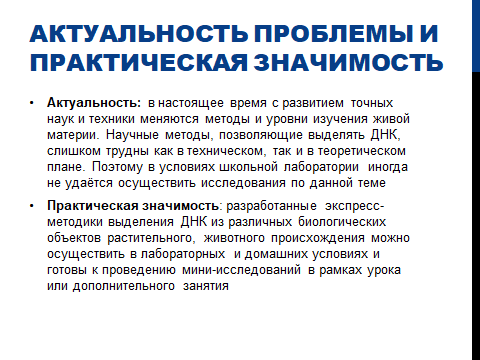 АКТУАЛЬНОСТЬ ПРОБЛЕМЫ И
ПРАКТИЧЕСКАЯ ЗНАЧИМОСТЬ
• Актуальность: в настоящее время с развитием точных
наук и техники меняются методы и уровни изучения живой
материи. Научные методы, позволяющие выделять ДНК,
слишком трудны как в техническом, так и в теоретическом
плане. Поэтому в условиях школьной лаборатории иногда
не удаётся осуществить исследования по данной теме
• Практическая значимость: разработанные экспресс-
методики выделения ДНК из различных биологических
объектов растительного, животного происхождения можно
осуществить в лабораторных и домашних условиях и
готовы к проведению мини-исследований в рамках урока
или дополнительного занятия